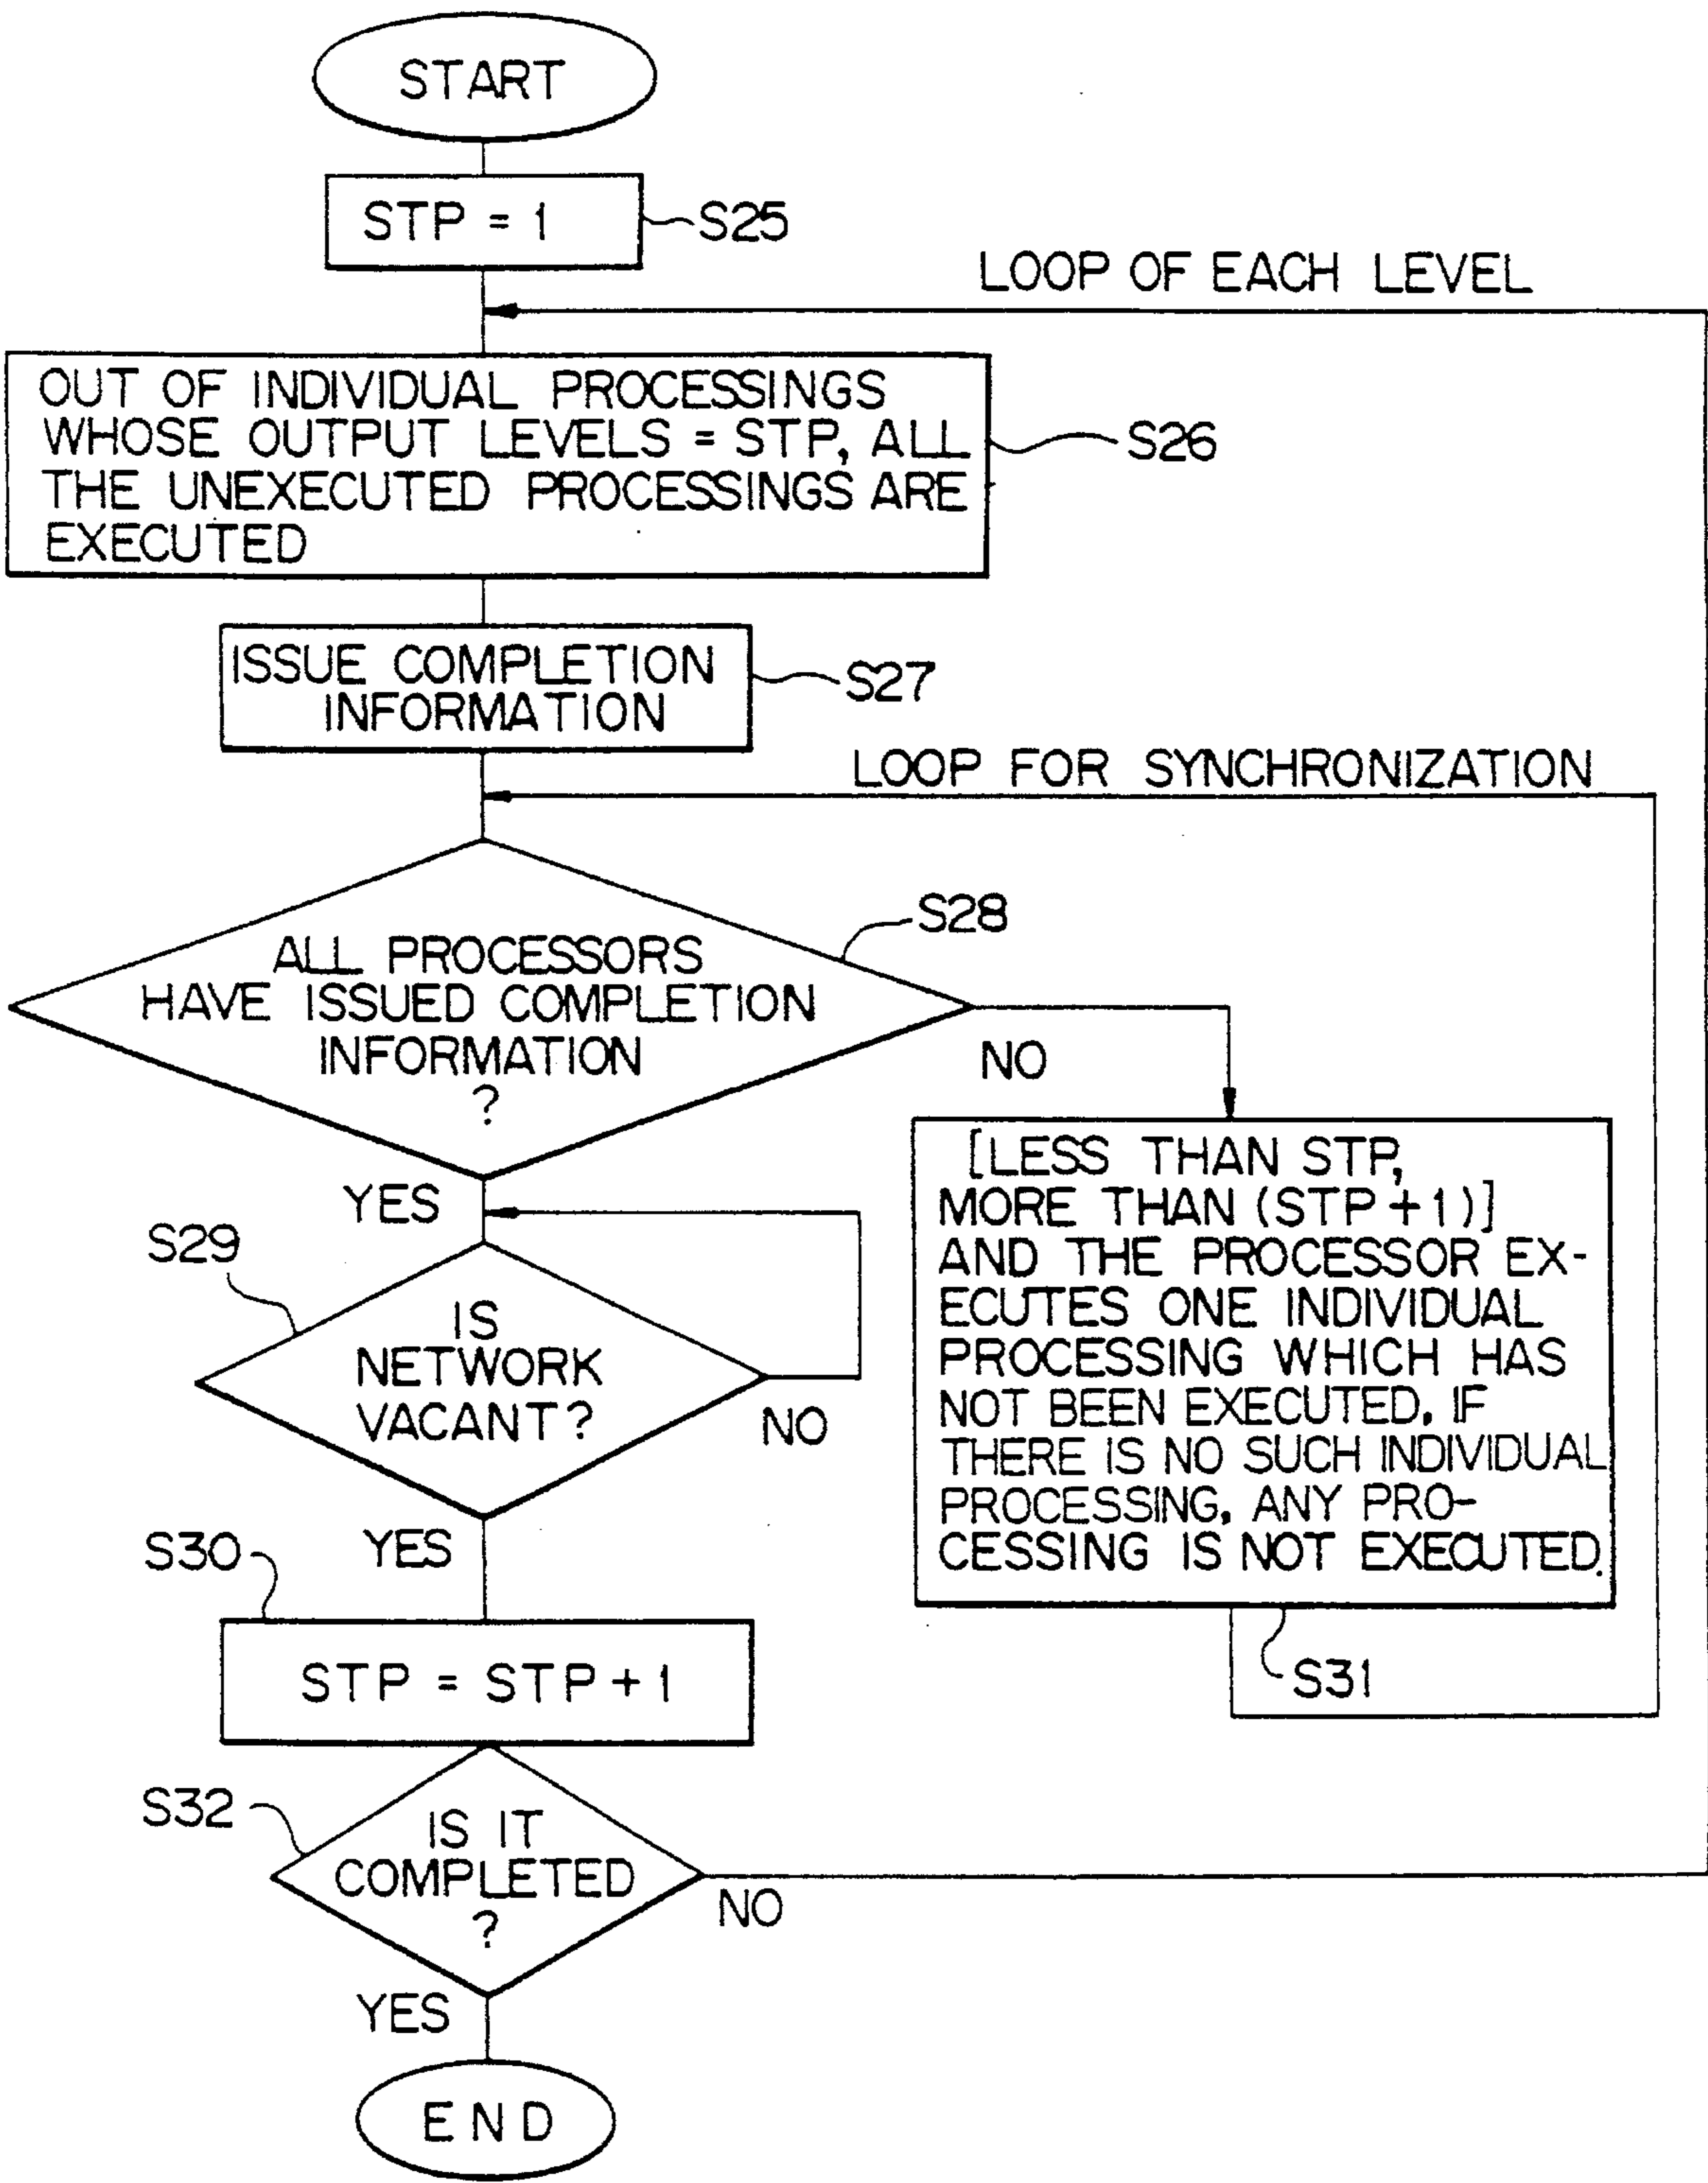 START
STP = 1
S25
LOOP OF EACH LEVEL
OUT OF INDIVIDUAL PROCESSINGS
WHOSE OUTPUT LEVELS = STP, ALL
THE UNEXECUTED PROCESSINGS ARE
EXECUTED
S26
ISSUE COMPLETION
INFORMATION
S27
LOOP FOR SYNCHRONIZATION
S28
ALL PROCESSORS
HAVE ISSUED COMPLETION
INFORMATION
?
NO
YES
[LESS THAN STP,
MORE THAN (STP+1)]
AND THE PROCESSOR EX-
ECUTES ONE INDIVIDUAL
PROCESSING WHICH HAS
NOT BEEN EXECUTED. IF
THERE IS NO SUCH INDIVIDUAL
PROCESSING, ANY PRO-
CESSING IS NOT EXECUTED.
S31
S29
IS
NETWORK
VACANT?
NO
YES
S30
STP = STP+1
S32
IS IT
COMPLETED
?
NO
YES
END